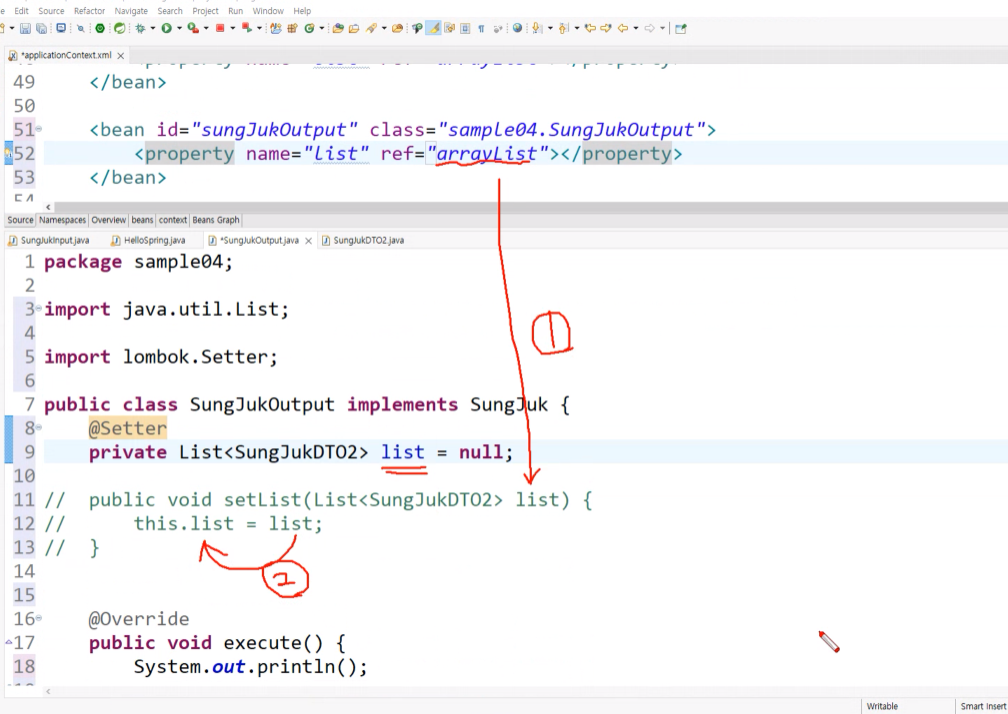 Edit Source Refactor Navigate Search Project Run Window Help
*applicationContext.xml
49 </bean>
50
51 <bean id="sungJukOutput" class="sample04.SungJukOutput">
52 <property name="list" ref="arrayList"></property>
53 </bean>
Source Namespaces Overview beans context Beans Graph
SungJukInput.java HelloSpring.java *SungJukOutput.java SungJukDTO2.java
1 package sample04;
2
3 import java.util.List;
4
5 import lombok.Setter;
6
7 public class SungJukOutput implements SungJuk {
8 @Setter
9 private List<SungJukDTO2> list = null;
10
11 // public void setList(List<SungJukDTO2> list) {
12 // this.list = list;
13 // }
14
15
16 @Override
17 public void execute() {
18 System.out.println();
1
2
Writable Smart Insert